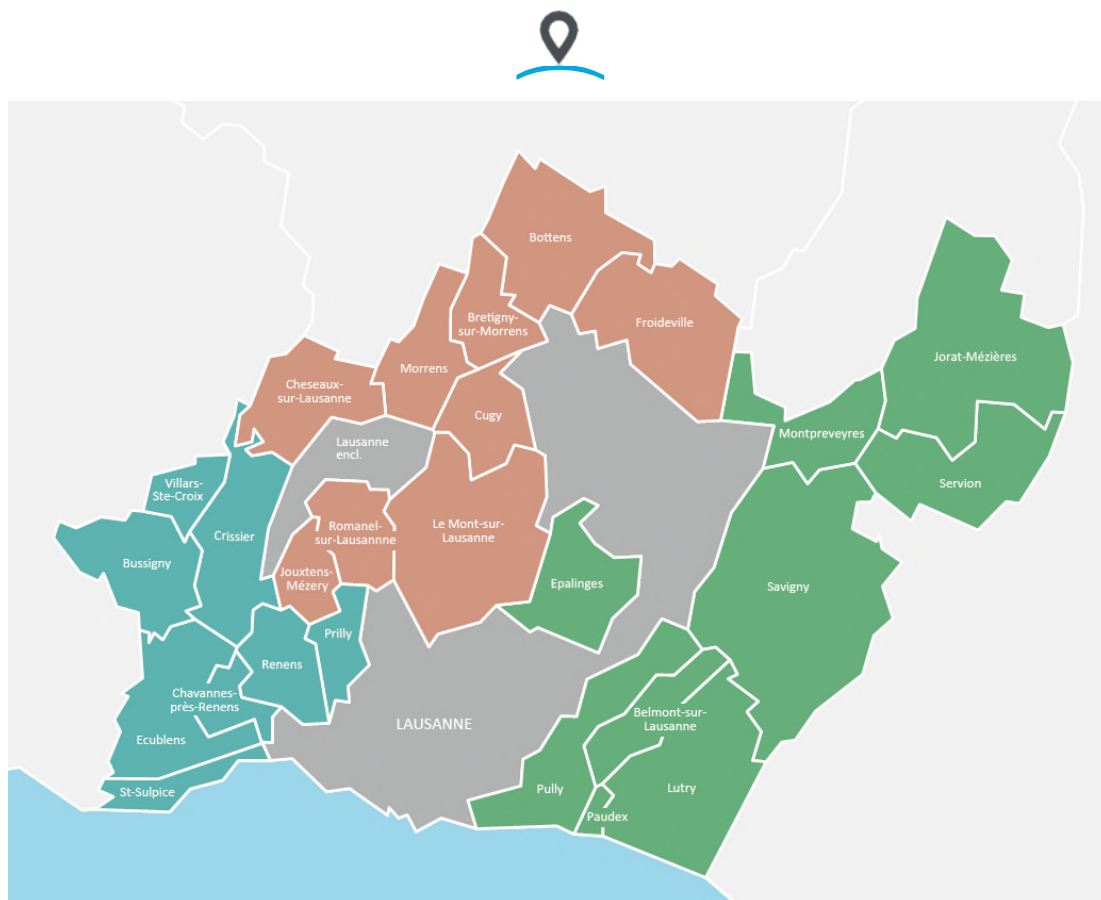 Bottens
Bretigny-
sur-Morrens
Froideville
Jorat-Mézières
Morrens
Cheseaux-
sur-Lausanne
Cugy
Montpreveyres
Lausanne
encl.
Villars-
Ste-Croix
Servion
Le Mont-sur-
Lausanne
Romanel-
sur-Lausannne
Crissier
Bussigny
Jouxtens-
Mézery
Epalinges
Savigny
Prilly
Renens
Chavannes-
près-Renens
Belmont-sur-
Lausanne
LAUSANNE
Ecublens
St-Sulpice
Pully
Lutry
Paudex